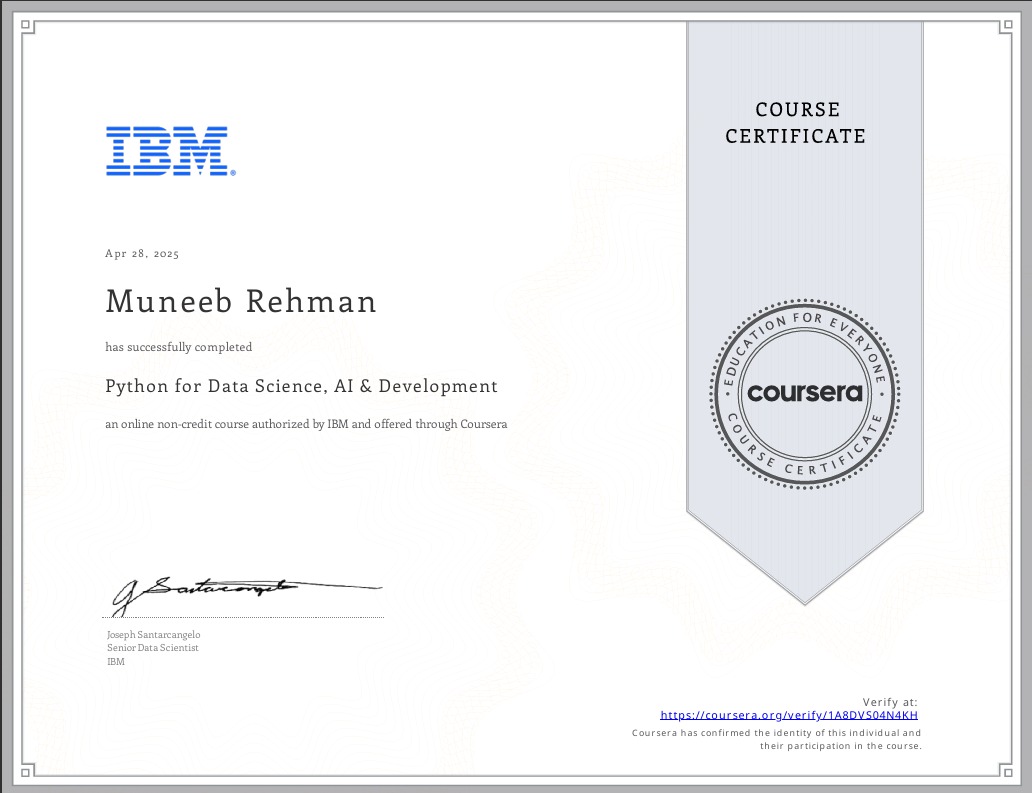 COURSE
CERTIFICATE
IBM®
Apr 28, 2025
Muneeb Rehman
has successfully completed
Python for Data Science, AI & Development
an online non-credit course authorized by IBM and offered through Coursera
EDUCATION FOR EVERYONE
coursera
COURSE CERTIFICATE
J Santarcangelo
Joseph Santarcangelo
Senior Data Scientist
IBM
Verify at:
https://coursera.org/verify/1A8DVS04N4KH
Coursera has confirmed the identity of this individual and
their participation in the course.